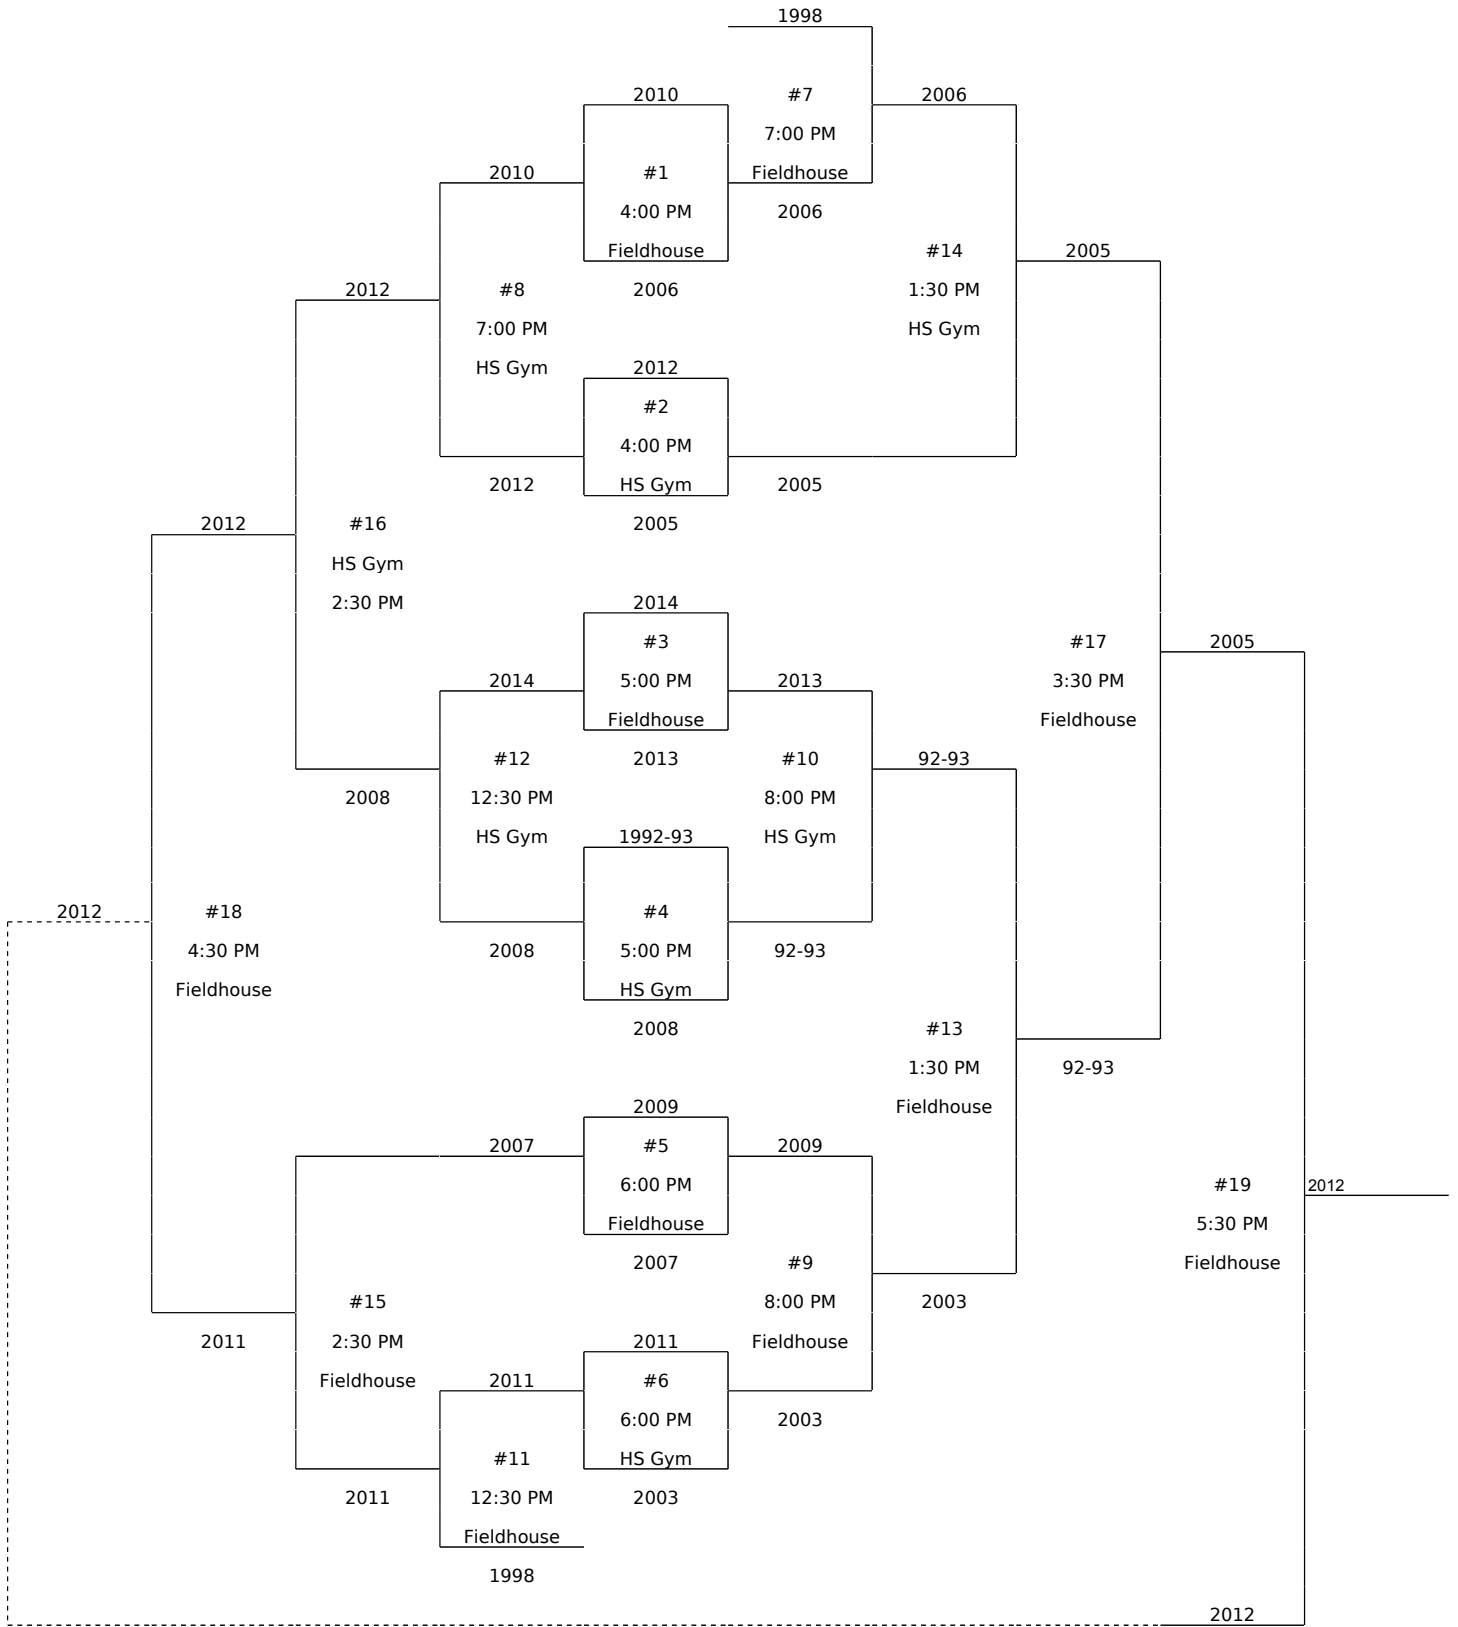 1998
2010 #7 2006
7:00 PM
2010 #1 Fieldhouse
4:00 PM 2006
Fieldhouse #14 2005
2012 #8 2006 1:30 PM
7:00 PM HS Gym
HS Gym 2012
#2
4:00 PM
2012 HS Gym 2005
2012 #16 2005
HS Gym
2:30 PM 2014
#3 #17 2005
2014 5:00 PM 2013 3:30 PM
Fieldhouse Fieldhouse
#12 2013 #10 92-93
2008 12:30 PM 8:00 PM
HS Gym 1992-93 HS Gym
2012 #18 #4
4:30 PM 2008 5:00 PM 92-93
Fieldhouse HS Gym
2008 #13
1:30 PM 92-93
2009 Fieldhouse
2007 #5 2009
6:00 PM #19 2012
Fieldhouse 5:30 PM
2007 #9 Fieldhouse
#15 8:00 PM 2003
2011 2:30 PM 2011 Fieldhouse
Fieldhouse 2011 #6
6:00 PM 2003
#11 HS Gym
2011 12:30 PM 2003
Fieldhouse
1998
2012